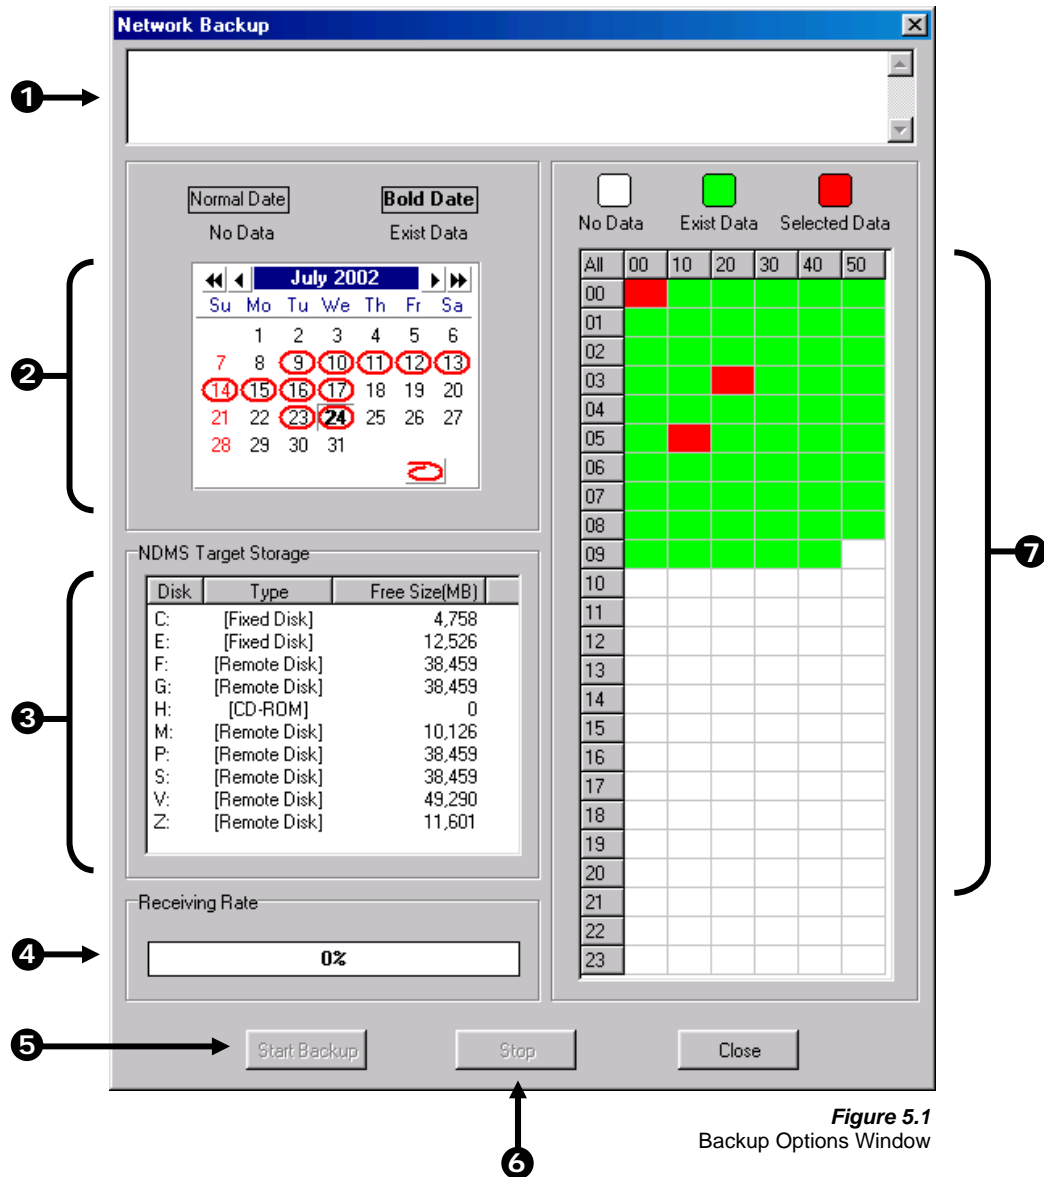 Network Backup
1
Normal Date Bold Date
No Data Exist Data
2
July 2002
Su Mo Tu We Th Fr Sa
1 2 3 4 5 6
7 8 9 10 11 12 13
14 15 16 17 18 19 20
21 22 23 24 25 26 27
28 29 30 31
NDMS Target Storage
3
Disk Type Free Size(MB)
C: [Fixed Disk] 4,758
E: [Fixed Disk] 12,526
F: [Remote Disk] 38,459
G: [Remote Disk] 38,459
H: [CD-ROM] 0
M: [Remote Disk] 10,126
P: [Remote Disk] 38,459
S: [Remote Disk] 38,459
V: [Remote Disk] 49,290
Z: [Remote Disk] 11,601
Receiving Rate
4
0%
No Data Exist Data Selected Data
All 00 10 20 30 40 50
00
01
02
03
04
05
06
07
08
09
10
11
12
13
14
15
16
17
18
19
20
21
22
23
7
5
Start Backup Stop Close
6
Figure 5.1
Backup Options Window